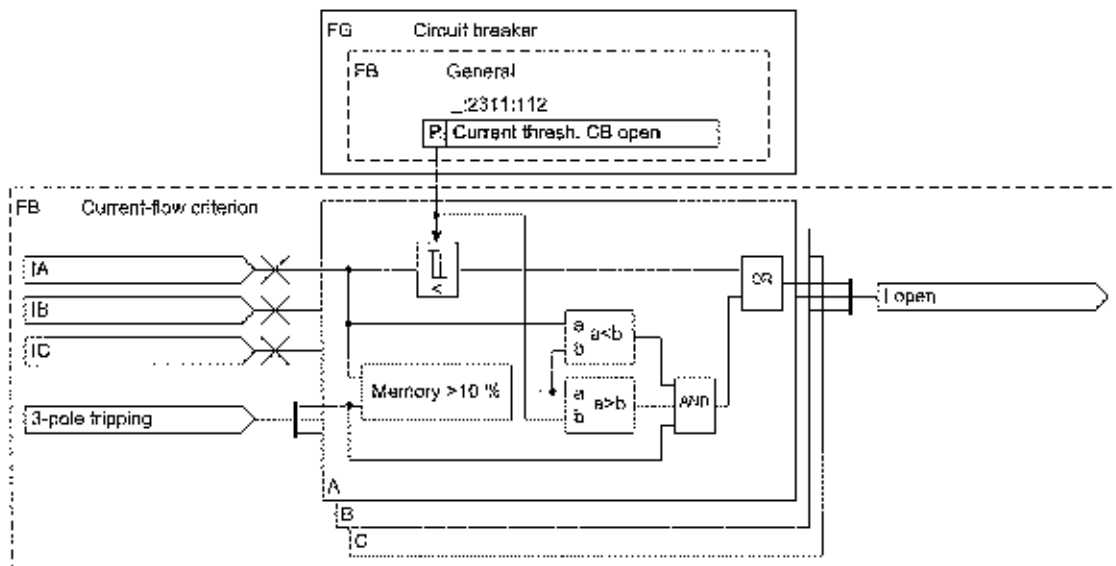 FG Circuit breaker
FB General
_:2311:112
P: Current thresh. CB open
FB Current-flow criterion
IA
<
OR
IB
I open
a a<b
b
IC
Memory >10 %
a a>b
b
AND
3-pole tripping
A
B
C